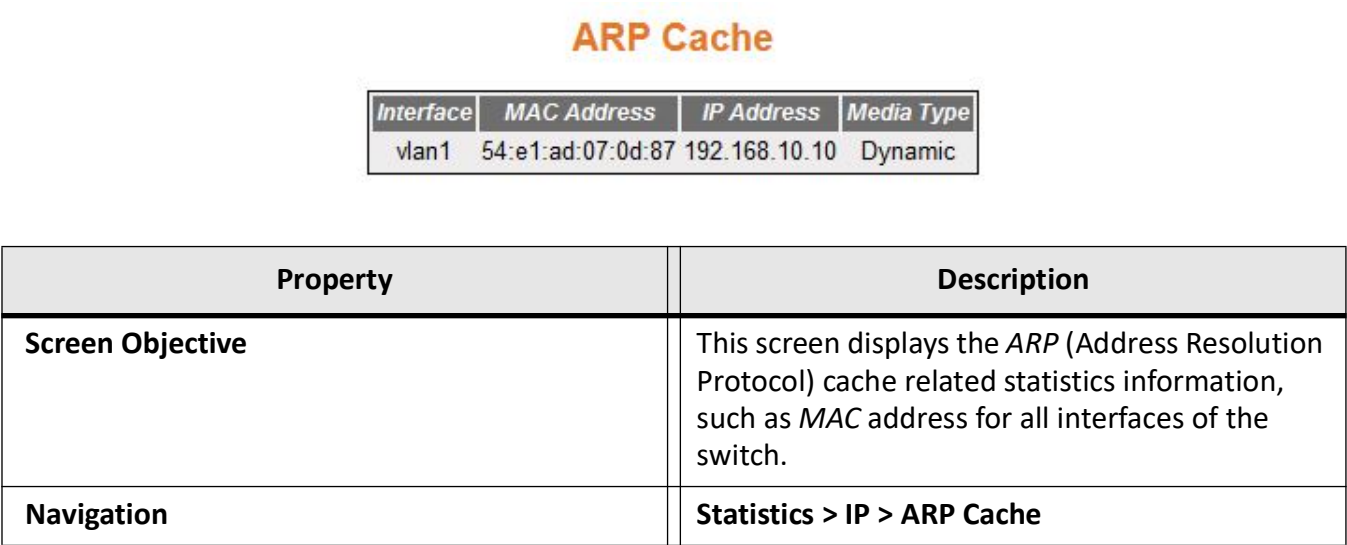 ARP Cache
Interface MAC Address IP Address Media Type
vlan1 54:e1:ad:07:0d:87 192.168.10.10 Dynamic
Property Description
Screen Objective This screen displays the ARP (Address Resolution
Protocol) cache related statistics information,
such as MAC address for all interfaces of the
switch.
Navigation Statistics > IP > ARP Cache